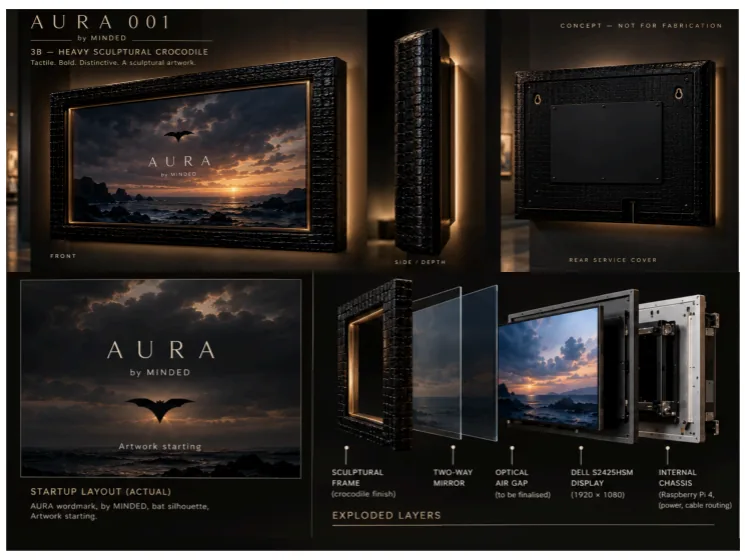 AURA 001
by MINDED
3B — HEAVY SCULPTURAL CROCODILE
Tactile. Bold. Distinctive. A sculptural artwork.
CONCEPT — NOT FOR FABRICATION
AURA
by MINDED
FRONT
SIDE / DEPTH
REAR SERVICE COVER
AURA
by MINDED
Artwork starting
STARTUP LAYOUT (ACTUAL)
AURA wordmark, by MINDED, bat silhouette,
Artwork starting.
SCULPTURAL
FRAME
(crocodile finish)
TWO-WAY
MIRROR
OPTICAL
AIR GAP
(to be finalised)
DELL S2425HSM
DISPLAY
(1920 × 1080)
INTERNAL
CHASSIS
(Raspberry Pi 4,
(power, cable routing)
EXPLODED LAYERS